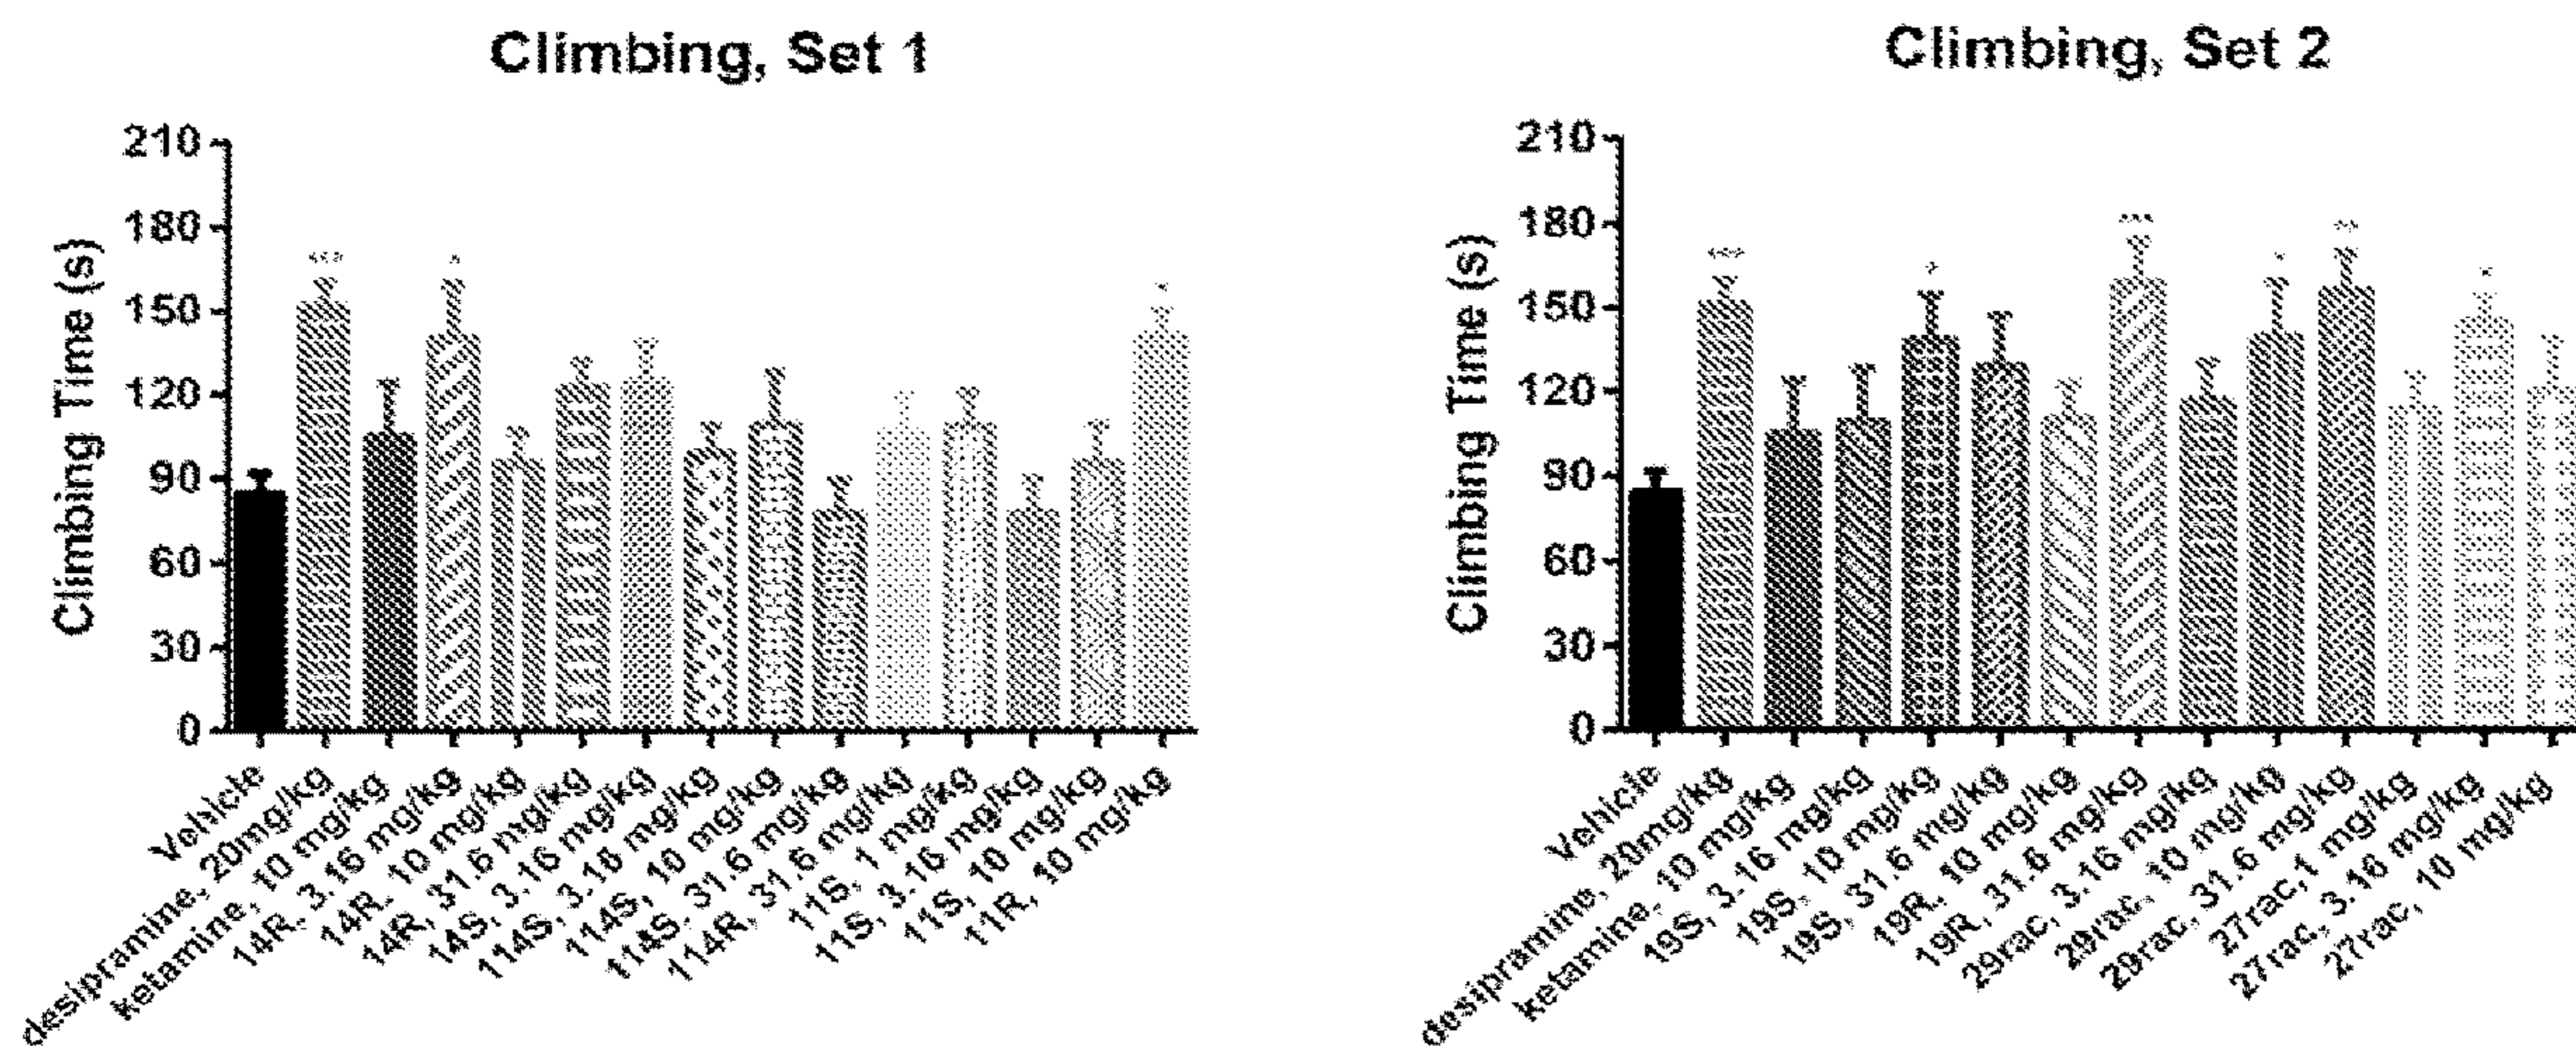 Climbing, Set 1
Climbing Time (s)
210
180
150
120
90
60
30
0
Vehicle
desipramine, 20mg/kg
ketamine, 10 mg/kg
14R, 3.16 mg/kg
14R, 10 mg/kg
14R, 31.6 mg/kg
14S, 3.16 mg/kg
114S, 3.16 mg/kg
114S, 10 mg/kg
114S, 31.6 mg/kg
114R, 31.6 mg/kg
11S, 1 mg/kg
11S, 3.16 mg/kg
11S, 10 mg/kg
11R, 10 mg/kg
Climbing, Set 2
Climbing Time (s)
210
180
150
120
90
60
30
0
Vehicle
desipramine, 20mg/kg
ketamine, 10 mg/kg
19S, 3.16 mg/kg
19S, 10 mg/kg
19S, 31.6 mg/kg
19R, 10 mg/kg
19R, 31.6 mg/kg
29rac, 3.16 mg/kg
29rac, 10 mg/kg
29rac, 31.6 mg/kg
27rac,1 mg/kg
27rac, 3.16 mg/kg
27rac, 10 mg/kg